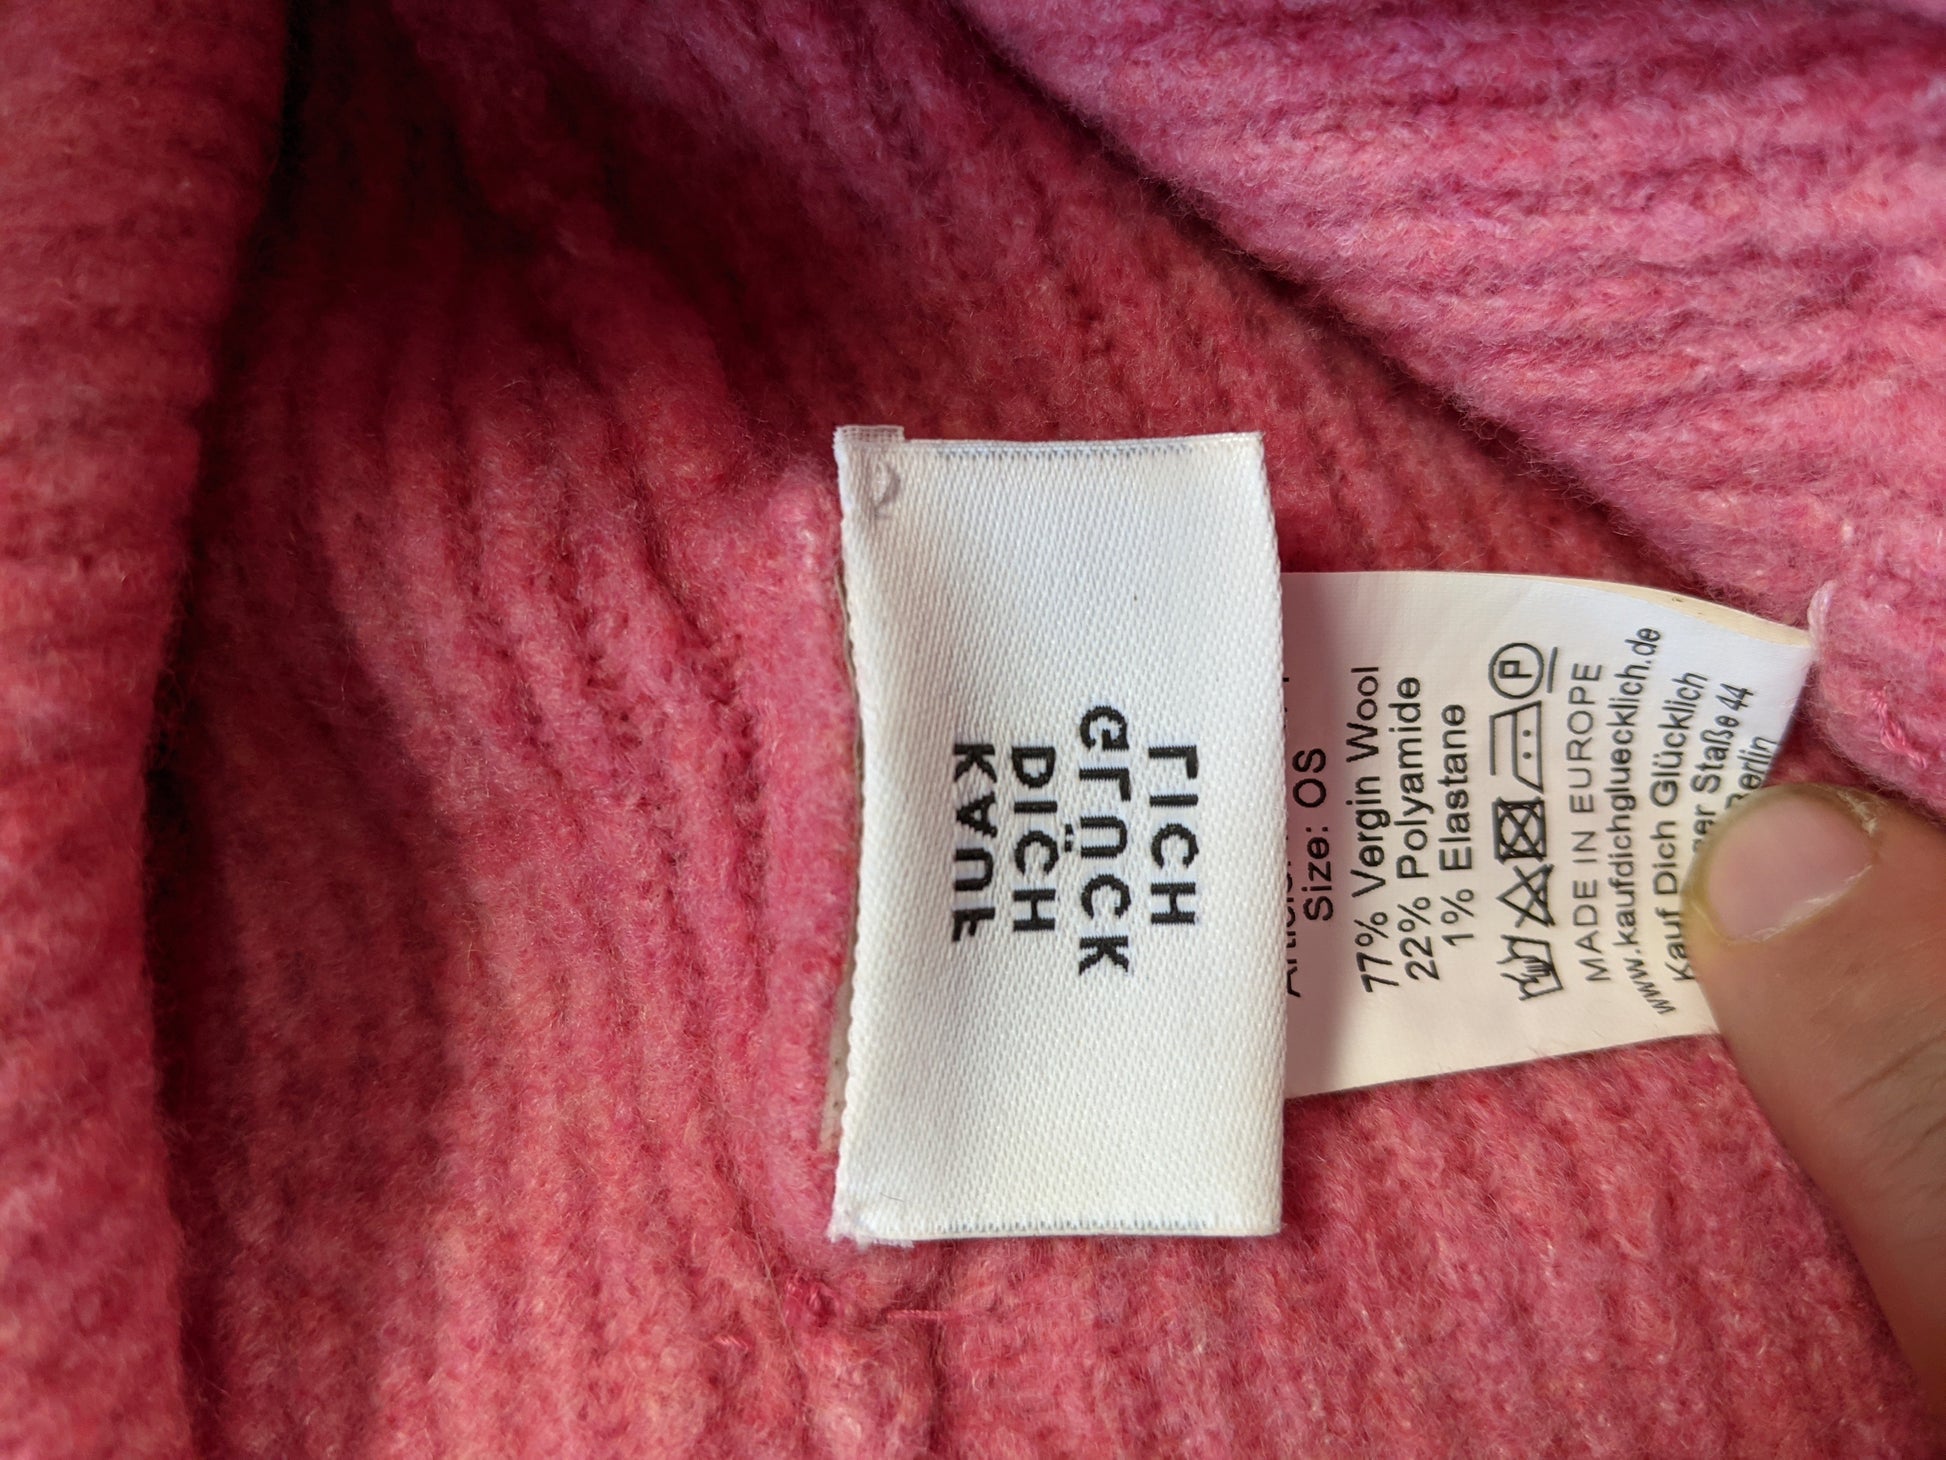 KAUF
DICH
GLÜCK
LICH
Size: OS
77% Vergin Wool
22% Polyamide
1% Elastane
P
MADE IN EUROPE
www.kaufdichgluecklich.de
Kauf Dich Glücklich
Staße 44